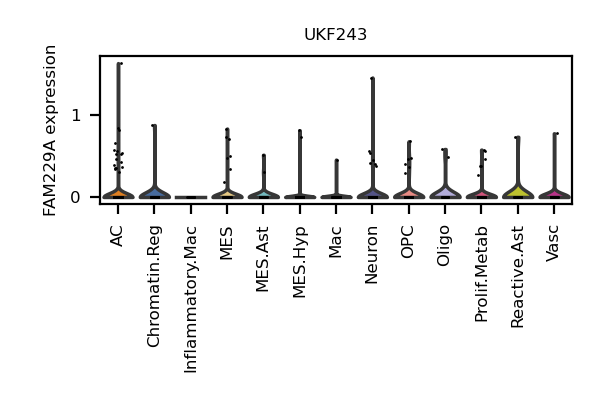 UKF243
FAM229A expression
1
0
AC
Chromatin.Reg
Inflammatory.Mac
MES
MES.Ast
MES.Hyp
Mac
Neuron
OPC
Oligo
Prolif.Metab
Reactive.Ast
Vasc